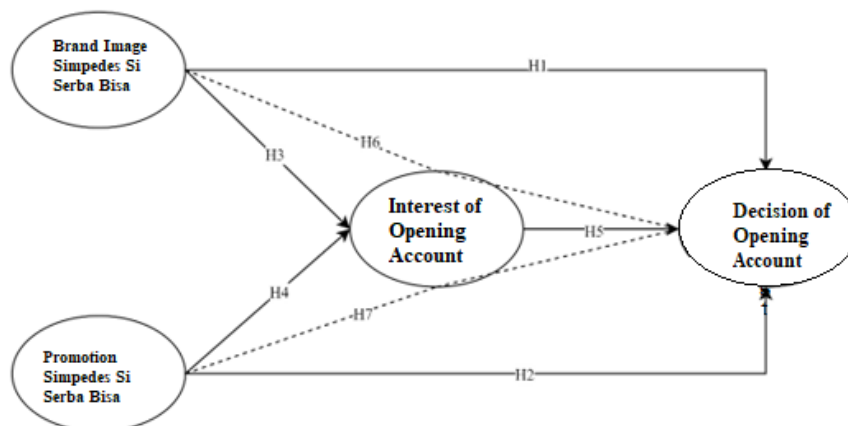 Brand Image
Simpedes Si
Serba Bisa
H1
H3
H6
Interest of
Opening
Account
H5
Decision of
Opening
Account
H4
H7
Promotion
Simpedes Si
Serba Bisa
H2